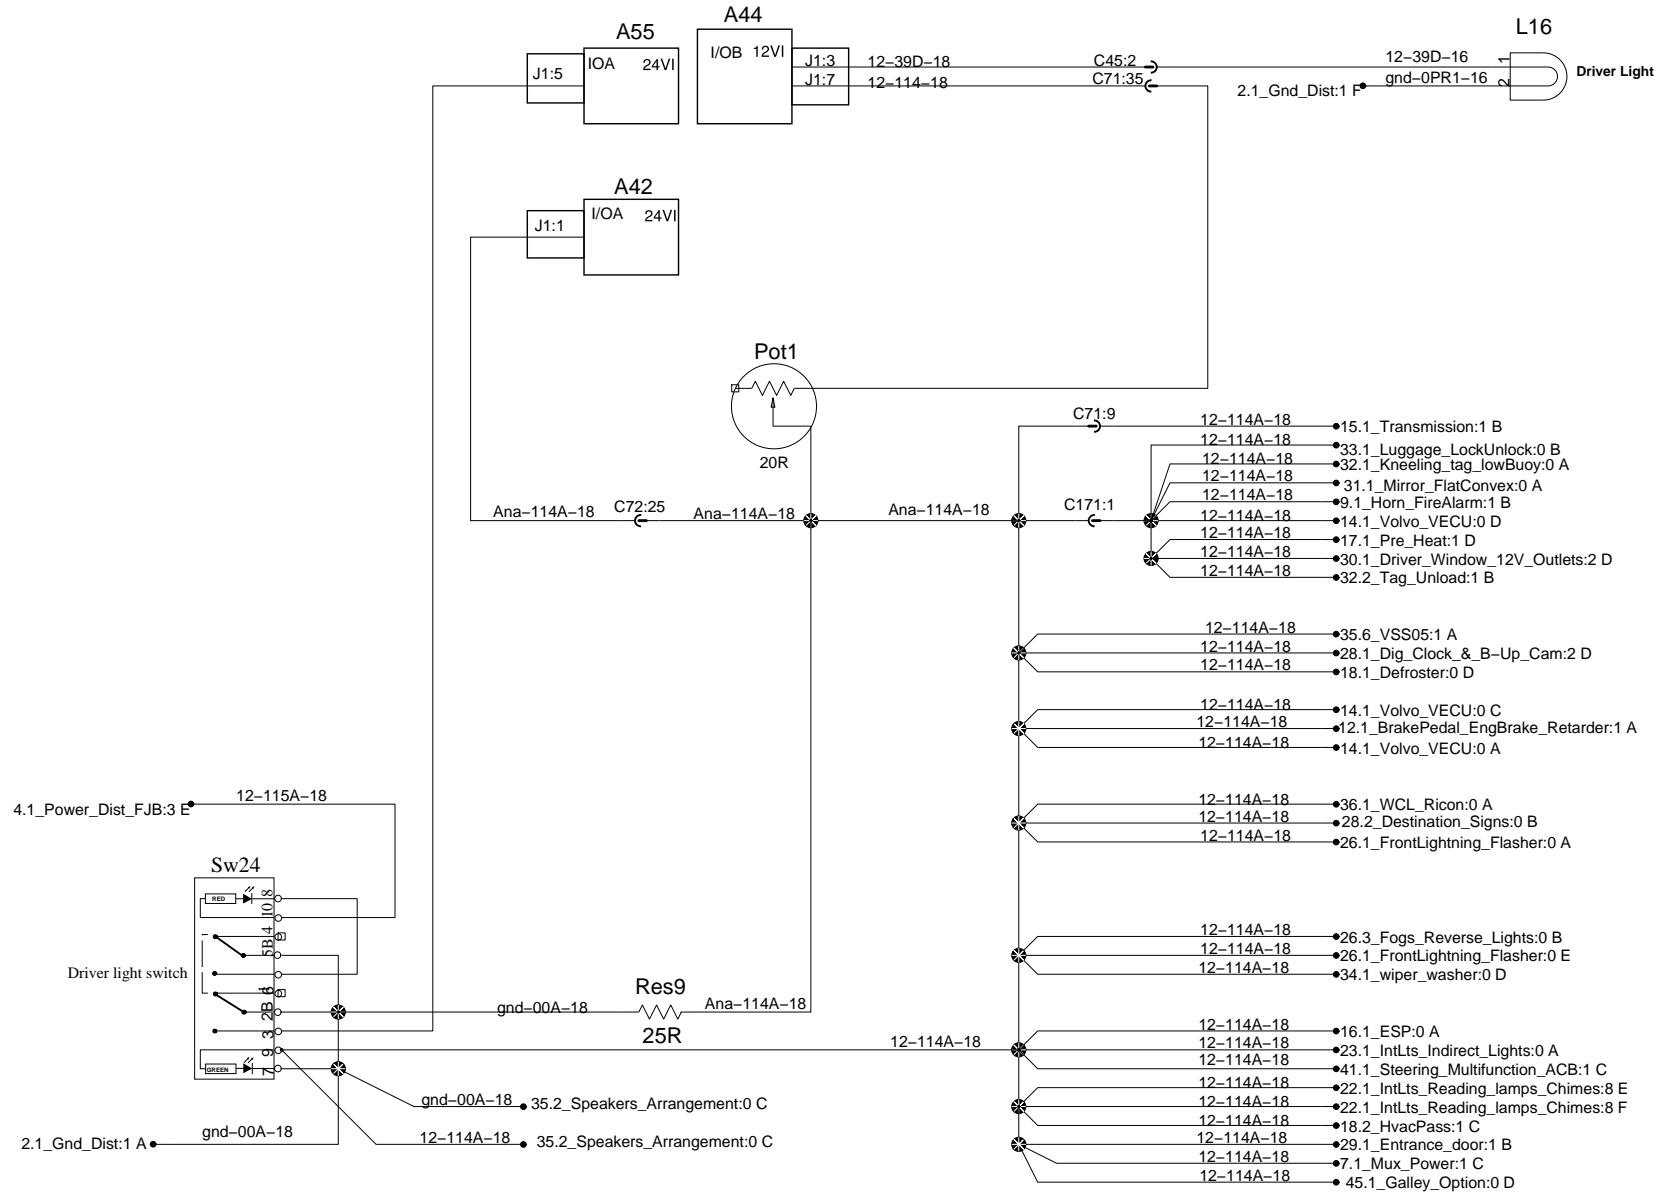 A44
L16
A55
I/OB 12VI
IOA 24VI
J1:5
J1:3
J1:7
12-39D-18
12-114-18
C45:2
C71:35
12-39D-16
gnd-0PR1-16
1
2
Driver Light
2.1_Gnd_Dist:1 F
A42
I/OA 24VI
J1:1
Pot1
20R
C71:9
12-114A-18 15.1_Transmission:1 B
12-114A-18 33.1_Luggage_LockUnlock:0 B
12-114A-18 32.1_Kneeling_tag_lowBuoy:0 A
12-114A-18 31.1_Mirror_FlatConvex:0 A
12-114A-18 9.1_Horn_FireAlarm:1 B
Ana-114A-18 C72:25 Ana-114A-18 Ana-114A-18 C171:1 12-114A-18 14.1_Volvo_VECU:0 D
12-114A-18 17.1_Pre_Heat:1 D
12-114A-18 30.1_Driver_Window_12V_Outlets:2 D
12-114A-18 32.2_Tag_Unload:1 B
12-114A-18 35.6_VSS05:1 A
12-114A-18 28.1_Dig_Clock_&_B-Up_Cam:2 D
12-114A-18 18.1_Defroster:0 D
12-114A-18 14.1_Volvo_VECU:0 C
12-114A-18 12.1_BrakePedal_EngBrake_Retarder:1 A
12-114A-18 14.1_Volvo_VECU:0 A
4.1_Power_Dist_FJB:3 E 12-115A-18
12-114A-18 36.1_WCL_Ricon:0 A
12-114A-18 28.2_Destination_Signs:0 B
12-114A-18 26.1_FrontLightning_Flasher:0 A
Sw24
RED
8
10
4
5B
Driver light switch
2B
3
9
7
GREEN
12-114A-18 26.3_Fogs_Reverse_Lights:0 B
12-114A-18 26.1_FrontLightning_Flasher:0 E
12-114A-18 34.1_wiper_washer:0 D
gnd-00A-18
Res9
25R
Ana-114A-18
12-114A-18
12-114A-18 16.1_ESP:0 A
12-114A-18 23.1_IntLts_Indirect_Lights:0 A
12-114A-18 41.1_Steering_Multifunction_ACB:1 C
12-114A-18 22.1_IntLts_Reading_lamps_Chimes:8 E
12-114A-18 22.1_IntLts_Reading_lamps_Chimes:8 F
12-114A-18 18.2_HvacPass:1 C
12-114A-18 29.1_Entrance_door:1 B
12-114A-18 7.1_Mux_Power:1 C
12-114A-18 45.1_Galley_Option:0 D
gnd-00A-18 35.2_Speakers_Arrangement:0 C
2.1_Gnd_Dist:1 A gnd-00A-18
12-114A-18 35.2_Speakers_Arrangement:0 C